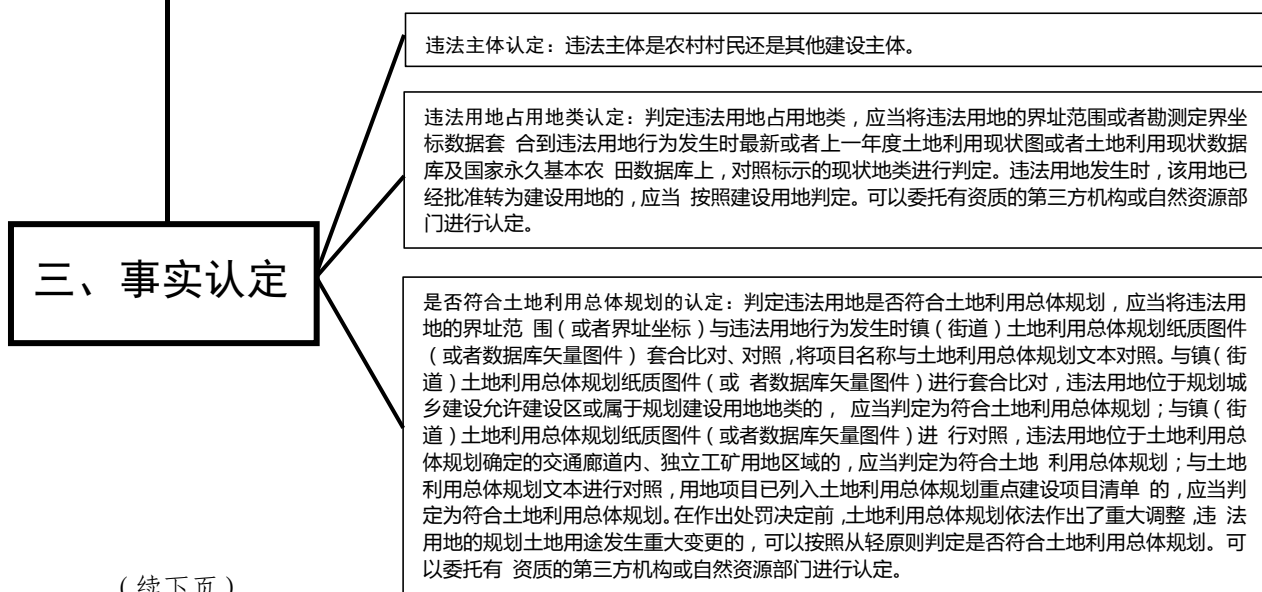 违法主体认定：违法主体是农村村民还是其他建设主体。
违法用地占用地类认定：判定违法用地占用地类，应当将违法用地的界址范围或者勘测定界坐
标数据套 合到违法用地行为发生时最新或者上一年度土地利用现状图或者土地利用现状数据
库及国家永久基本农 田数据库上，对照标示的现状地类进行判定。违法用地发生时，该用地已
经批准转为建设用地的，应当 按照建设用地判定。可以委托有资质的第三方机构或自然资源部
门进行认定。
三、事实认定
是否符合土地利用总体规划的认定：判定违法用地是否符合土地利用总体规划，应当将违法用
地的界址范 围（或者界址坐标）与违法用地行为发生时镇（街道）土地利用总体规划纸质图件
（或者数据库矢量图件） 套合比对、对照，将项目名称与土地利用总体规划文本对照。与镇（街
道）土地利用总体规划纸质图件（或 者数据库矢量图件）进行套合比对，违法用地位于规划城
乡建设允许建设区或属于规划建设用地地类的， 应当判定为符合土地利用总体规划；与镇（街
道）土地利用总体规划纸质图件（或者数据库矢量图件）进 行对照，违法用地位于土地利用总
体规划确定的交通廊道内、独立工矿用地区域的，应当判定为符合土地 利用总体规划；与土地
利用总体规划文本进行对照，用地项目已列入土地利用总体规划重点建设项目清单 的，应当判
定为符合土地利用总体规划。在作出处罚决定前，土地利用总体规划依法作出了重大调整，违 法
用地的规划土地用途发生重大变更的，可以按照从轻原则判定是否符合土地利用总体规划。可
以委托有 资质的第三方机构或自然资源部门进行认定。
（续下页）